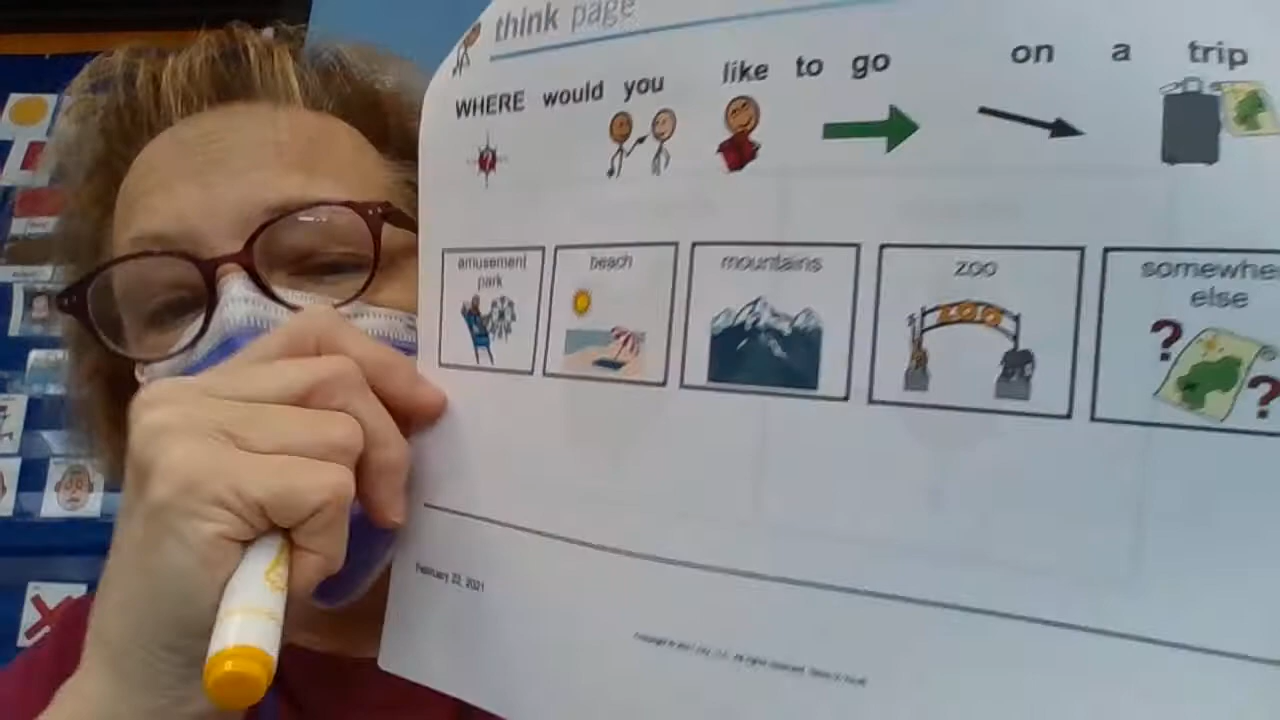 think page
WHERE would you like to go on a trip
amusement
park
beach
mountains
zoo
somewhe
else
ZOO
February 22, 2021